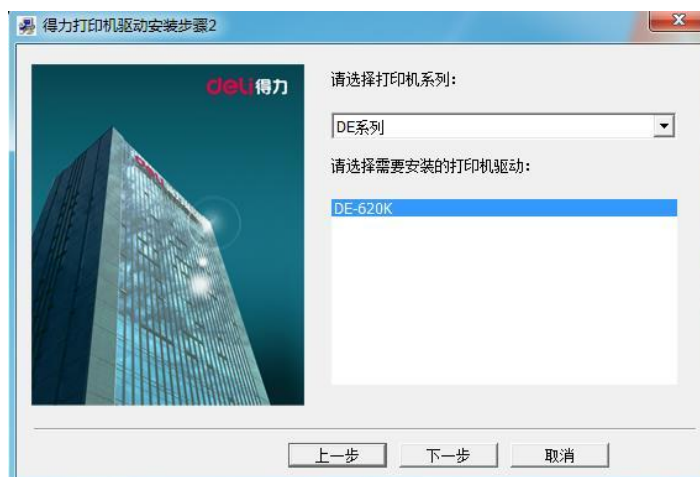 得力打印机驱动安装步骤2
deli得力
deli
请选择打印机系列：
DE系列
请选择需要安装的打印机驱动：
DE-620K
上一步
下一步
取消